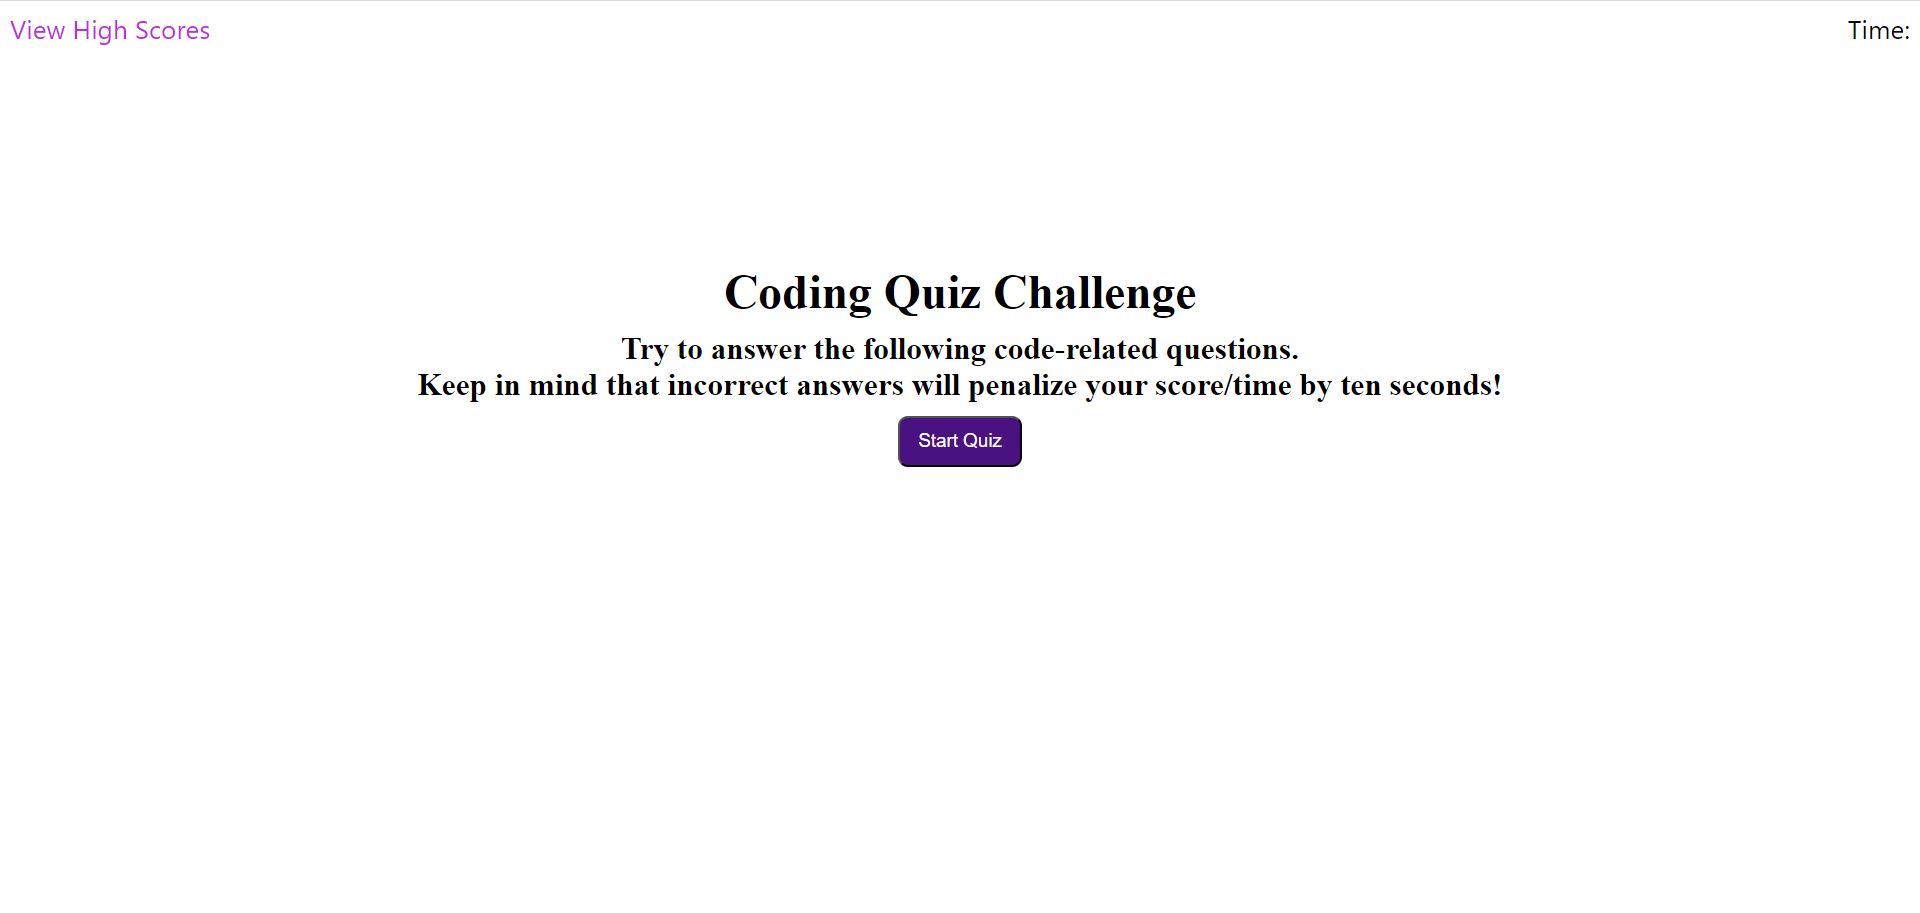 View High Scores
Time:
Coding Quiz Challenge
Try to answer the following code-related questions.
Keep in mind that incorrect answers will penalize your score/time by ten seconds!
Start Quiz